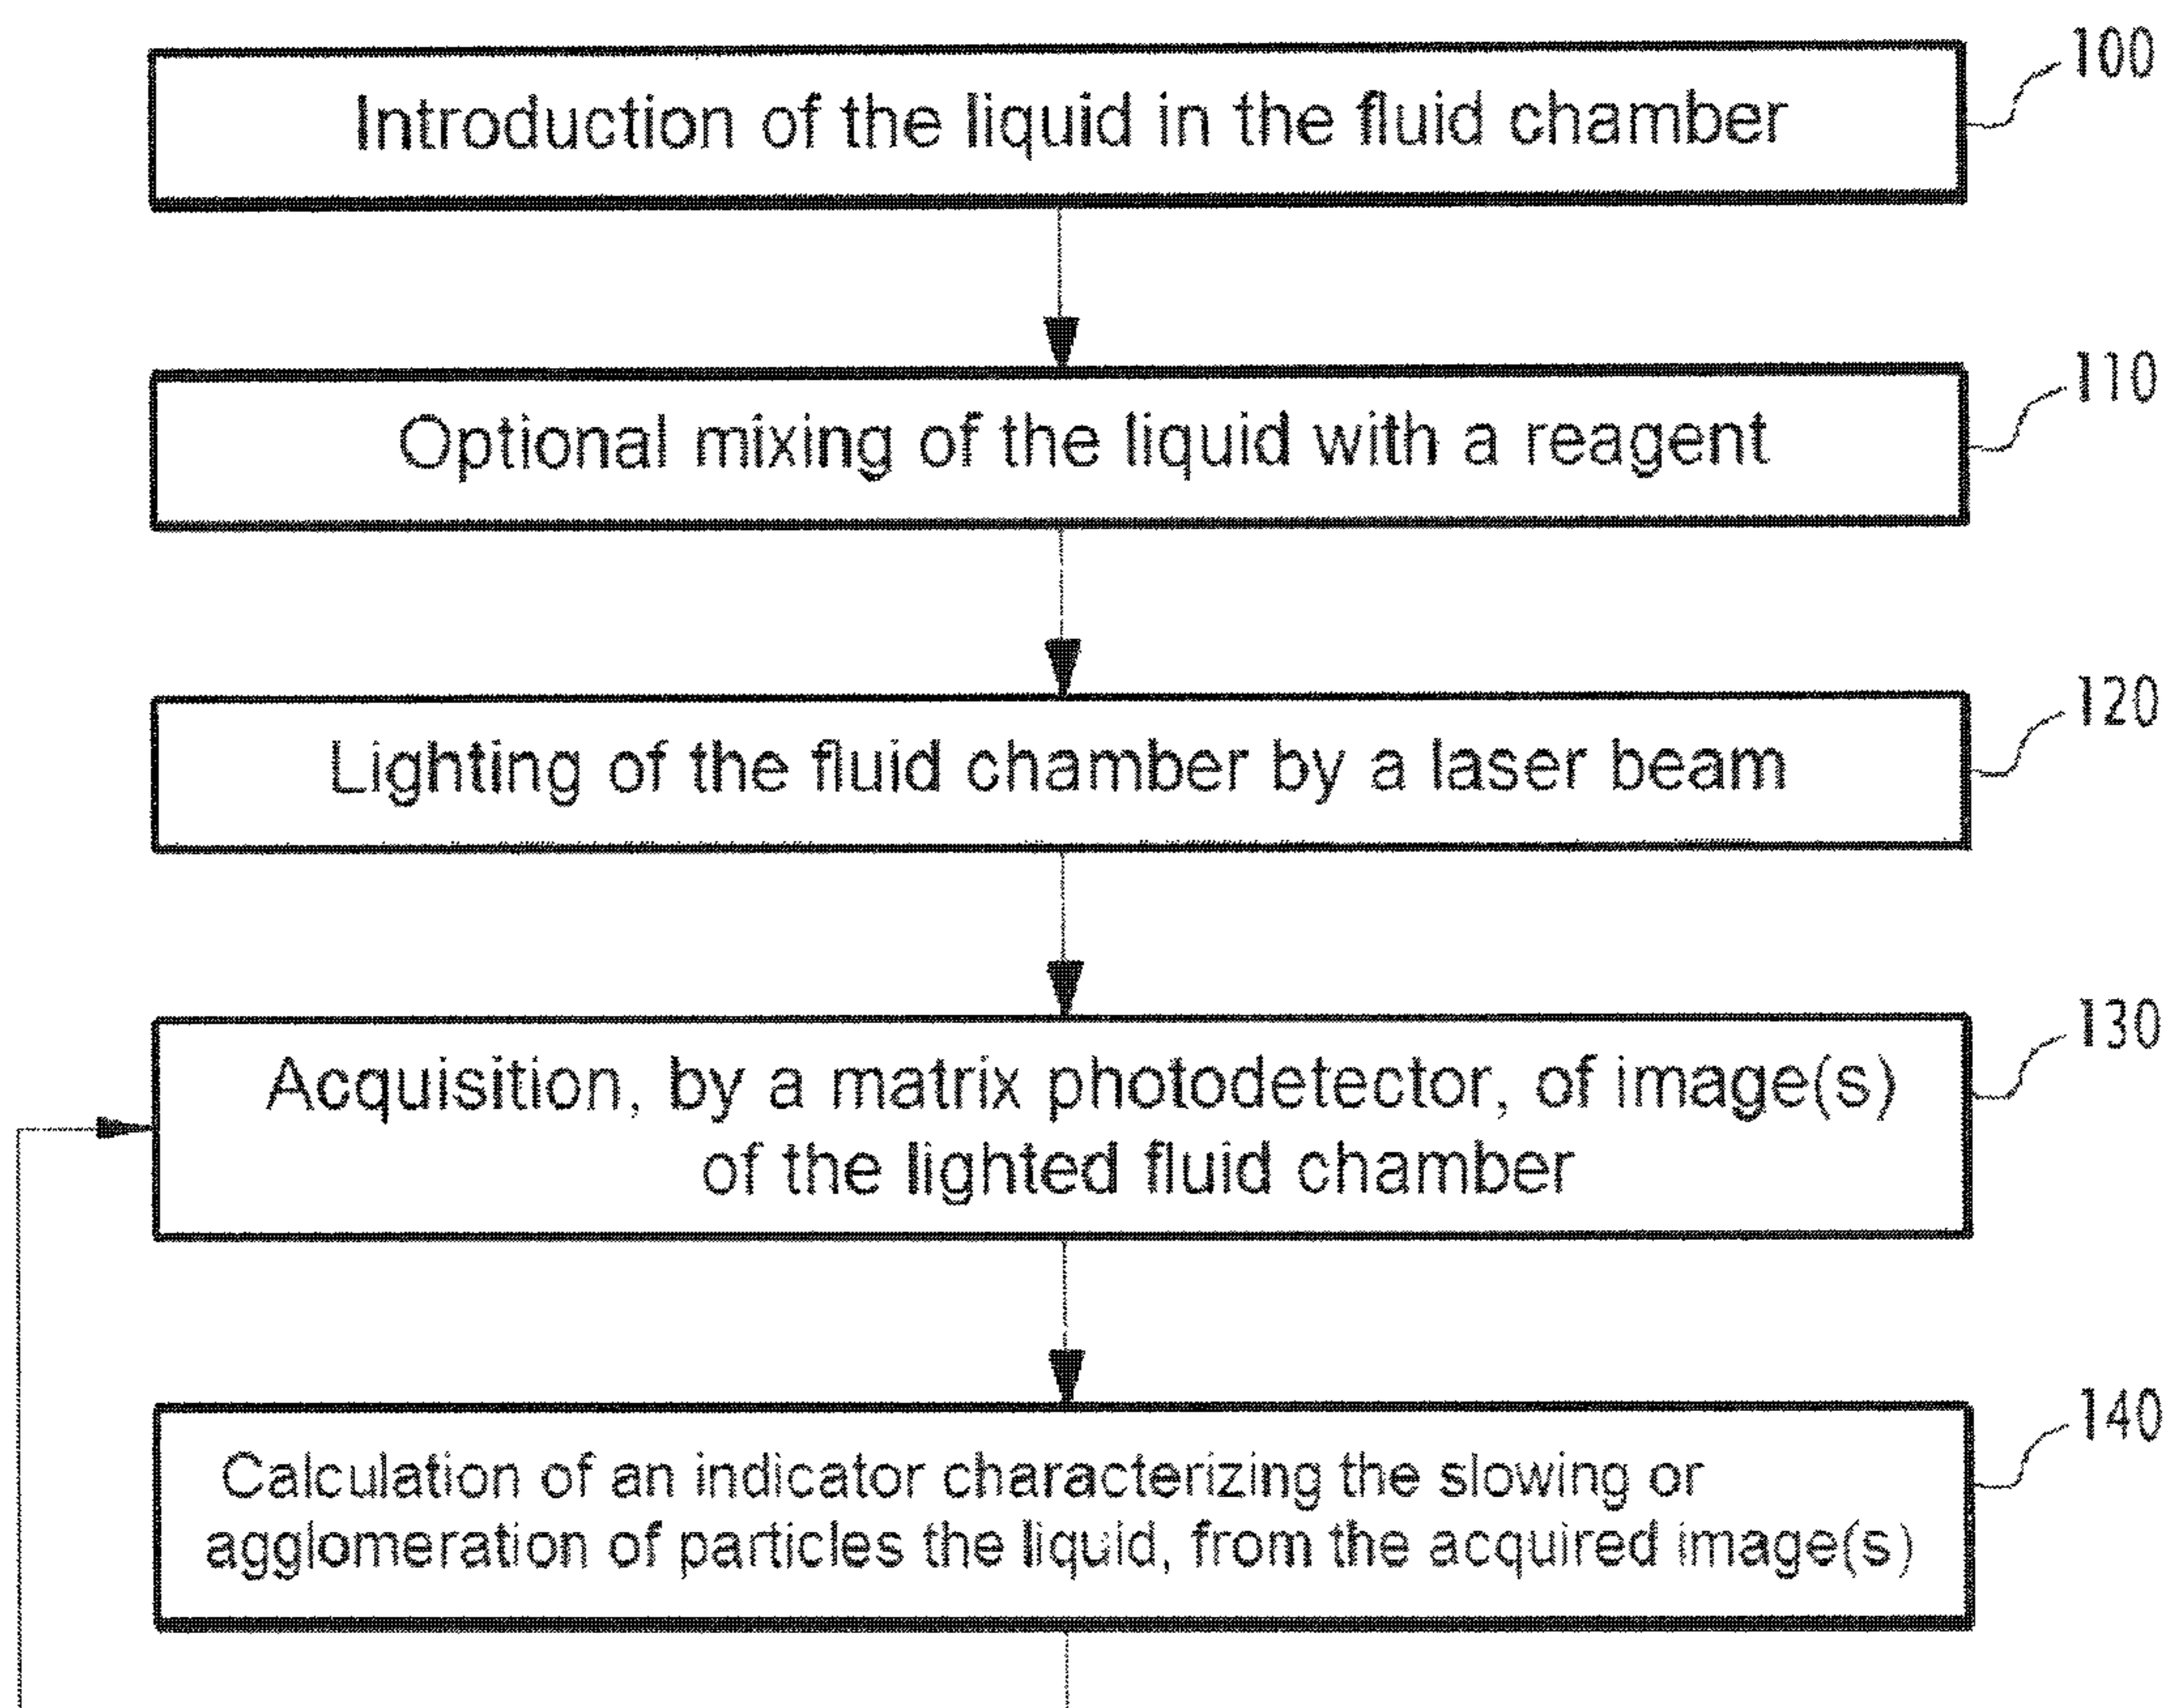 100
Introduction of the liquid in the fluid chamber
110
Optional mixing of the liquid with a reagent
120
Lighting of the fluid chamber by a laser beam
130
Acquisition, by a matrix photodetector, of image(s)
of the lighted fluid chamber
140
Calculation of an indicator characterizing the slowing or
agglomeration of particles the liquid, from the acquired image(s)